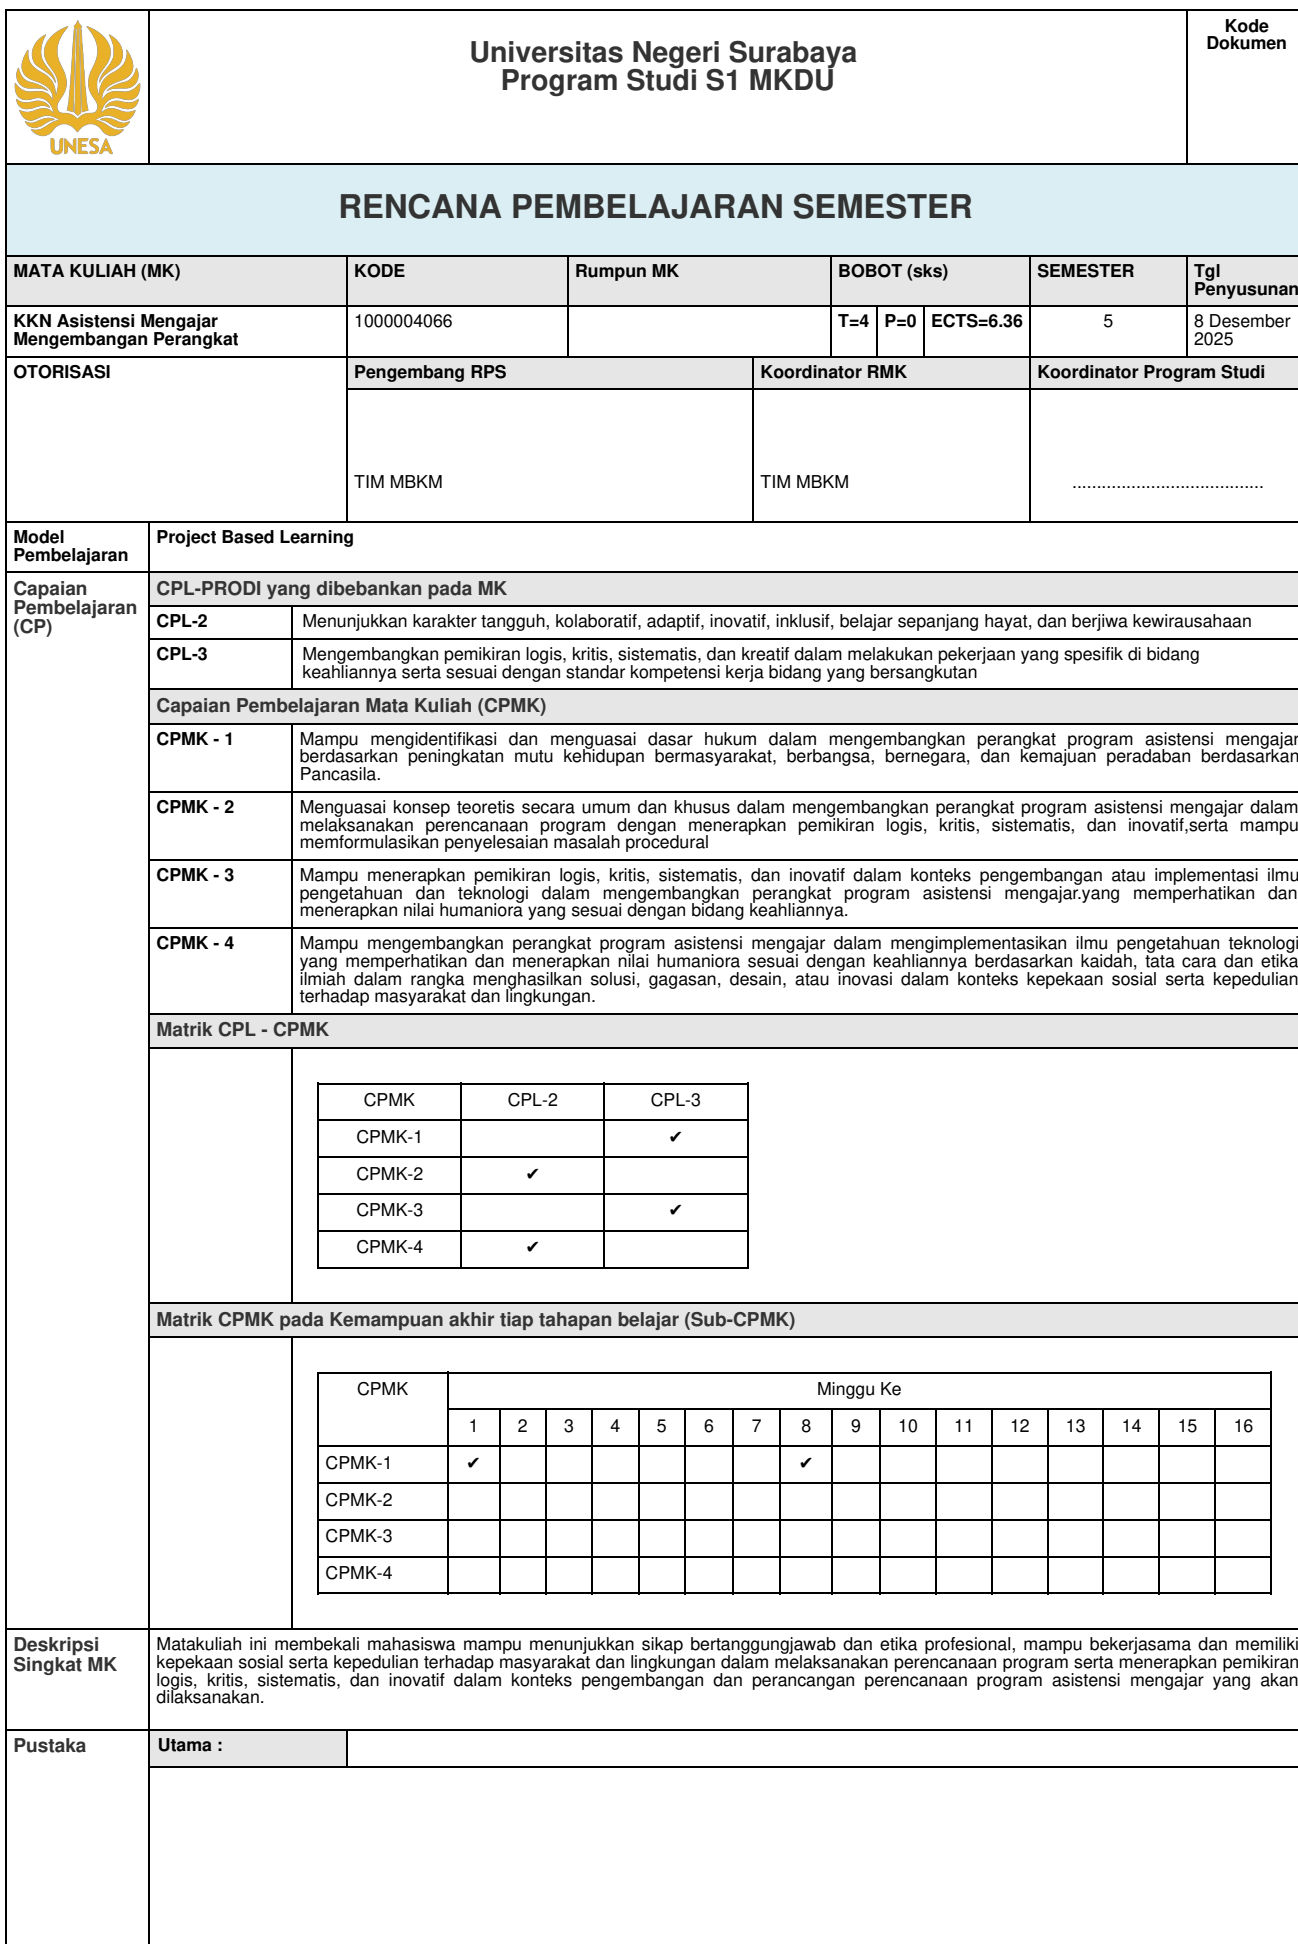 UNESA
Universitas Negeri Surabaya
Program Studi S1 MKDU
Kode
Dokumen
RENCANA PEMBELAJARAN SEMESTER
MATA KULIAH (MK)
KODE
Rumpun MK
BOBOT (sks)
SEMESTER
Tgl
Penyusunan
KKN Asistensi Mengajar
Mengembangan Perangkat
1000004066
T=4
P=0
ECTS=6.36
5
8 Desember
2025
OTORISASI
Pengembang RPS
Koordinator RMK
Koordinator Program Studi
TIM MBKM
TIM MBKM
.......................................
Model
Pembelajaran
Project Based Learning
Capaian
Pembelajaran
(CP)
CPL-PRODI yang dibebankan pada MK
CPL-2
Menunjukkan karakter tangguh, kolaboratif, adaptif, inovatif, inklusif, belajar sepanjang hayat, dan berjiwa kewirausahaan
CPL-3
Mengembangkan pemikiran logis, kritis, sistematis, dan kreatif dalam melakukan pekerjaan yang spesifik di bidang
keahliannya serta sesuai dengan standar kompetensi kerja bidang yang bersangkutan
Capaian Pembelajaran Mata Kuliah (CPMK)
CPMK - 1
Mampu mengidentifikasi dan menguasai dasar hukum dalam mengembangkan perangkat program asistensi mengajar
berdasarkan peningkatan mutu kehidupan bermasyarakat, berbangsa, bernegara, dan kemajuan peradaban berdasarkan
Pancasila.
CPMK - 2
Menguasai konsep teoretis secara umum dan khusus dalam mengembangkan perangkat program asistensi mengajar dalam
melaksanakan perencanaan program dengan menerapkan pemikiran logis, kritis, sistematis, dan inovatif,serta mampu
memformulasikan penyelesaian masalah procedural
CPMK - 3
Mampu menerapkan pemikiran logis, kritis, sistematis, dan inovatif dalam konteks pengembangan atau implementasi ilmu
pengetahuan dan teknologi dalam mengembangkan perangkat program asistensi mengajar.yang memperhatikan dan
menerapkan nilai humaniora yang sesuai dengan bidang keahliannya.
CPMK - 4
Mampu mengembangkan perangkat program asistensi mengajar dalam mengimplementasikan ilmu pengetahuan teknologi
yang memperhatikan dan menerapkan nilai humaniora sesuai dengan keahliannya berdasarkan kaidah, tata cara dan etika
ilmiah dalam rangka menghasilkan solusi, gagasan, desain, atau inovasi dalam konteks kepekaan sosial serta kepedulian
terhadap masyarakat dan lingkungan.
Matrik CPL - CPMK
CPMK CPL-2 CPL-3
CPMK-1 ✔
CPMK-2 ✔
CPMK-3 ✔
CPMK-4 ✔
Matrik CPMK pada Kemampuan akhir tiap tahapan belajar (Sub-CPMK)
CPMK Minggu Ke
1 2 3 4 5 6 7 8 9 10 11 12 13 14 15 16
CPMK-1 ✔ ✔
CPMK-2
CPMK-3
CPMK-4
Deskripsi
Singkat MK
Matakuliah ini membekali mahasiswa mampu menunjukkan sikap bertanggungjawab dan etika profesional, mampu bekerjasama dan memiliki
kepekaan sosial serta kepedulian terhadap masyarakat dan lingkungan dalam melaksanakan perencanaan program serta menerapkan pemikiran
logis, kritis, sistematis, dan inovatif dalam konteks pengembangan dan perancangan perencanaan program asistensi mengajar yang akan
dilaksanakan.
Pustaka
Utama :